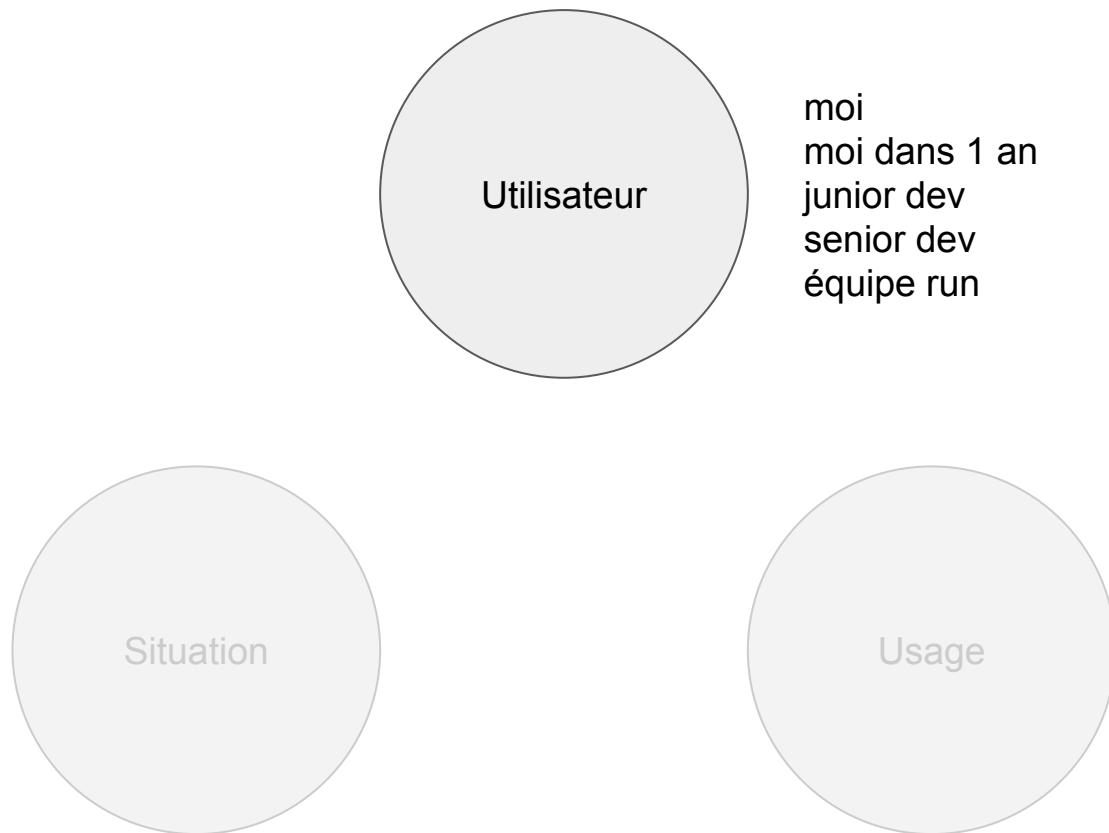 Utilisateur
moi
moi dans 1 an
junior dev
senior dev
équipe run
Situation
Usage